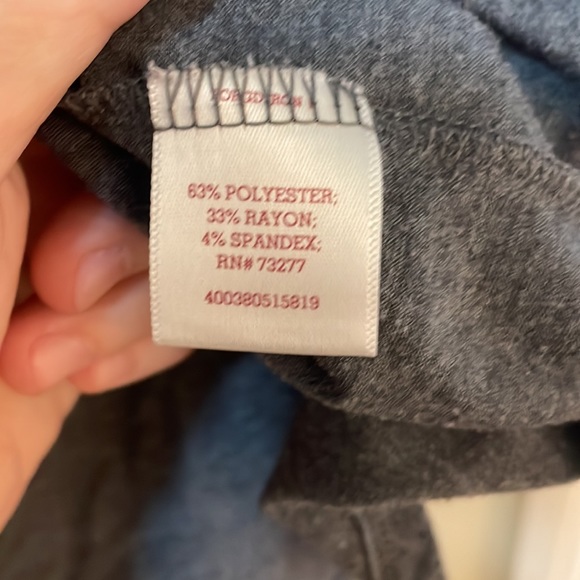 63% POLYESTER;
33% RAYON;
4% SPANDEX;
RN# 73277
400380515819